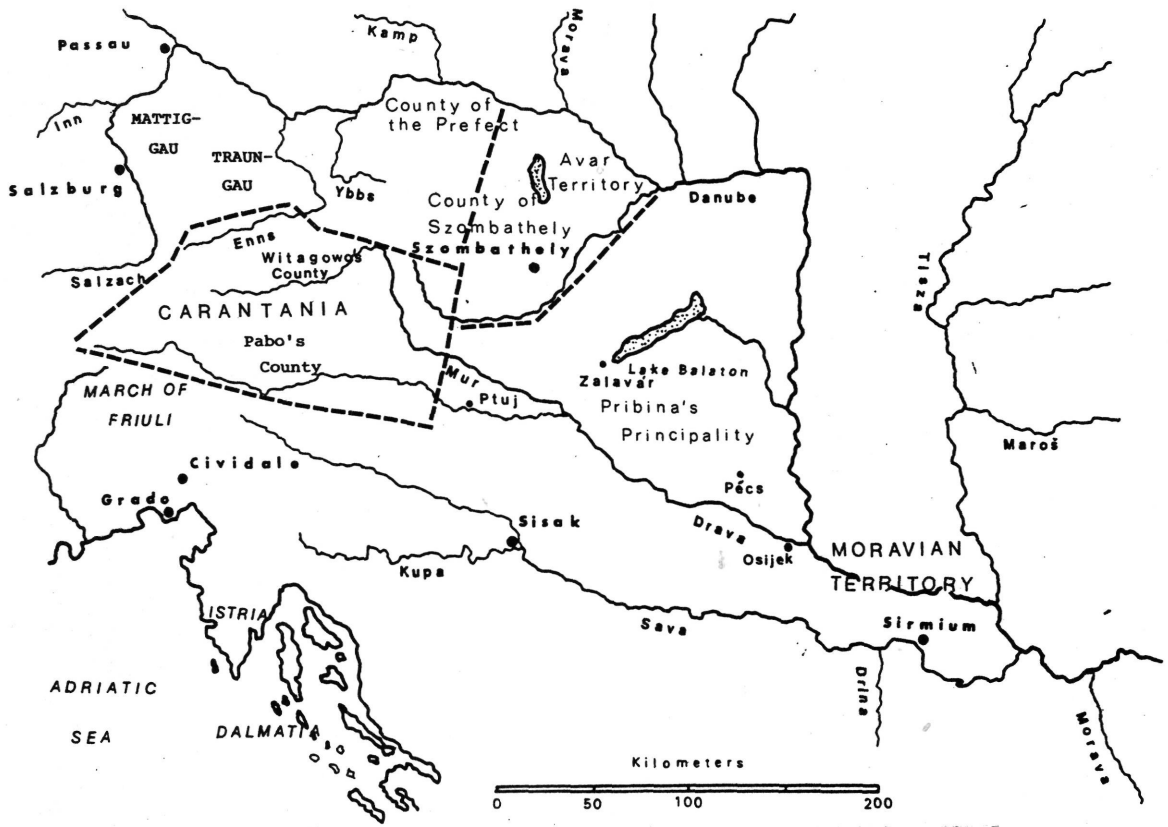 Passau
Kamp
Morava
Inn
MATTIG-
GAU
County of
the Prefect
TRAUN-
GAU
Salzburg
Ybbs
Avar
Territory
County of
Szombathely
Szombathely
Danube
Enns
Witagowo's
County
Salzach
Tisza
CARANTANIA
Pabo's
County
Lake Balaton
Zalavár
Mur
Ptuj
MARCH OF
FRIULI
Pribina's
Principality
Maroš
Cividal
Grado
Pécs
Sisak
Drava
Osijek
MORAVIAN
TERRITORY
Kupa
ISTRIA
Sava
Sirmium
ADRIATIC
SEA
DALMATIA
Drina
Morava
Kilometers
0 50 100 200